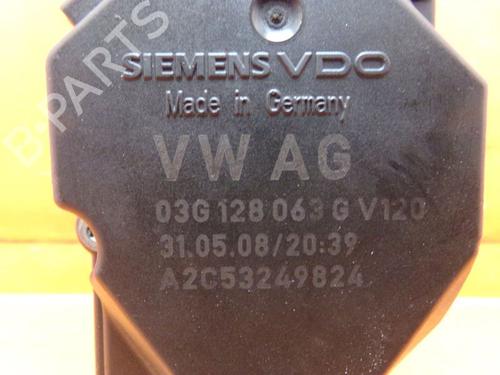 B-PARTS
SIEMENS VDO
Made in Germany
VW AG
03G 128 063 G V120
31.05.08/20:39
A2C53249824